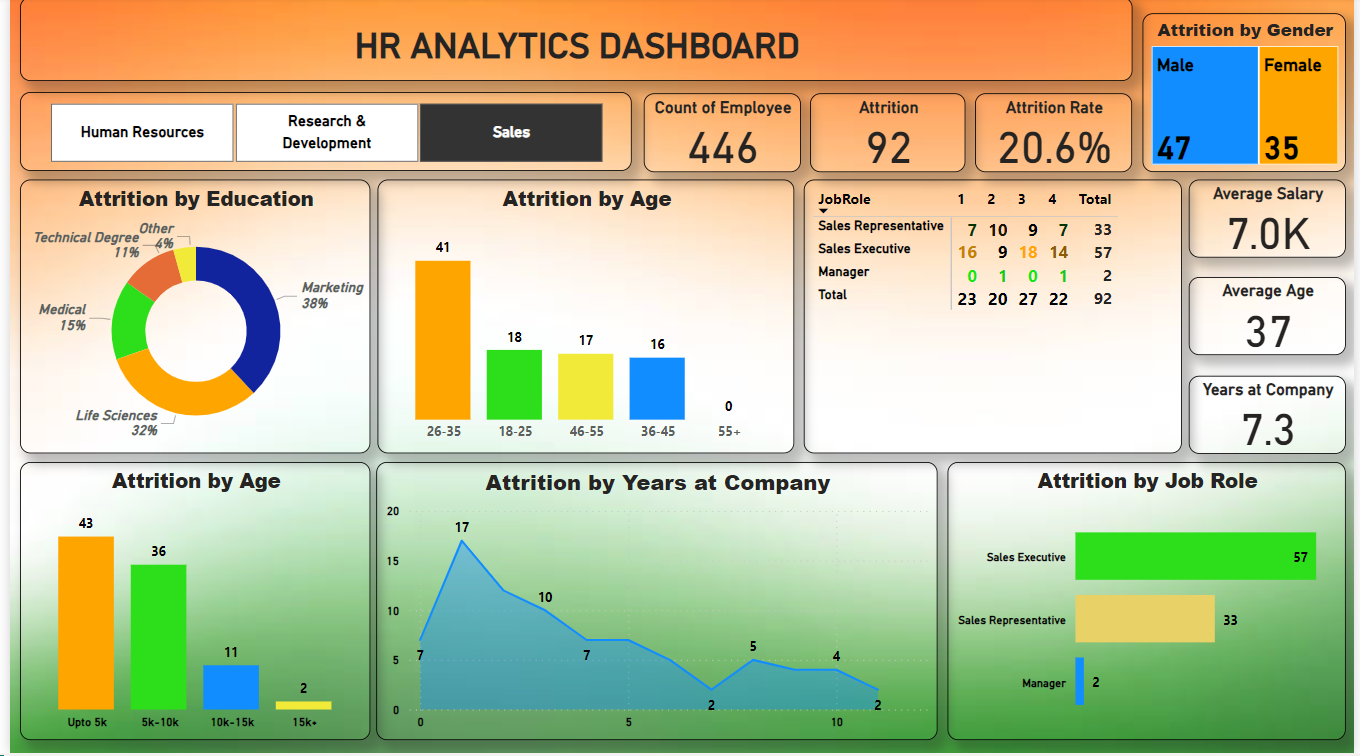 HR ANALYTICS DASHBOARD
Attrition by Gender
Male
Female
47
35
Human Resources
Research &
Development
Sales
Count of Employee
446
Attrition
92
Attrition Rate
20.6%
Attrition by Education
Other
4%
Technical Degree
11%
Marketing
38%
Medical
15%
Life Sciences
32%
Attrition by Age
41
18
17
16
0
26-35 18-25 46-55 36-45 55+
JobRole 1 2 3 4 Total
Sales Representative 7 10 9 7 33
Sales Executive 16 9 18 14 57
Manager 0 1 0 1 2
Total 23 20 27 22 92
Average Salary
7.0K
Average Age
37
Years at Company
7.3
Attrition by Age
43
36
11
2
Upto 5k 5k-10k 10k-15k 15k+
Attrition by Years at Company
20
15
10
5
0
7
17
10
7
2
5
4
2
0 5 10
Attrition by Job Role
Sales Executive 57
Sales Representative 33
Manager 2